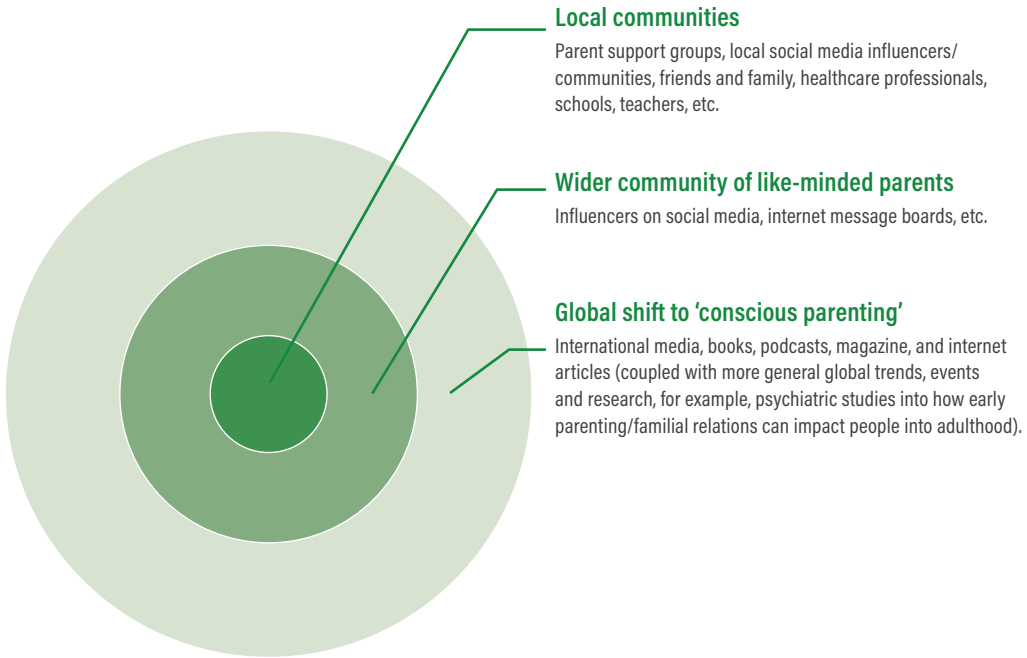 Local communities
Parent support groups, local social media influencers/
communities, friends and family, healthcare professionals,
schools, teachers, etc.
Wider community of like-minded parents
Influencers on social media, internet message boards, etc.
Global shift to ‘conscious parenting’
International media, books, podcasts, magazine, and internet
articles (coupled with more general global trends, events
and research, for example, psychiatric studies into how early
parenting/familial relations can impact people into adulthood).